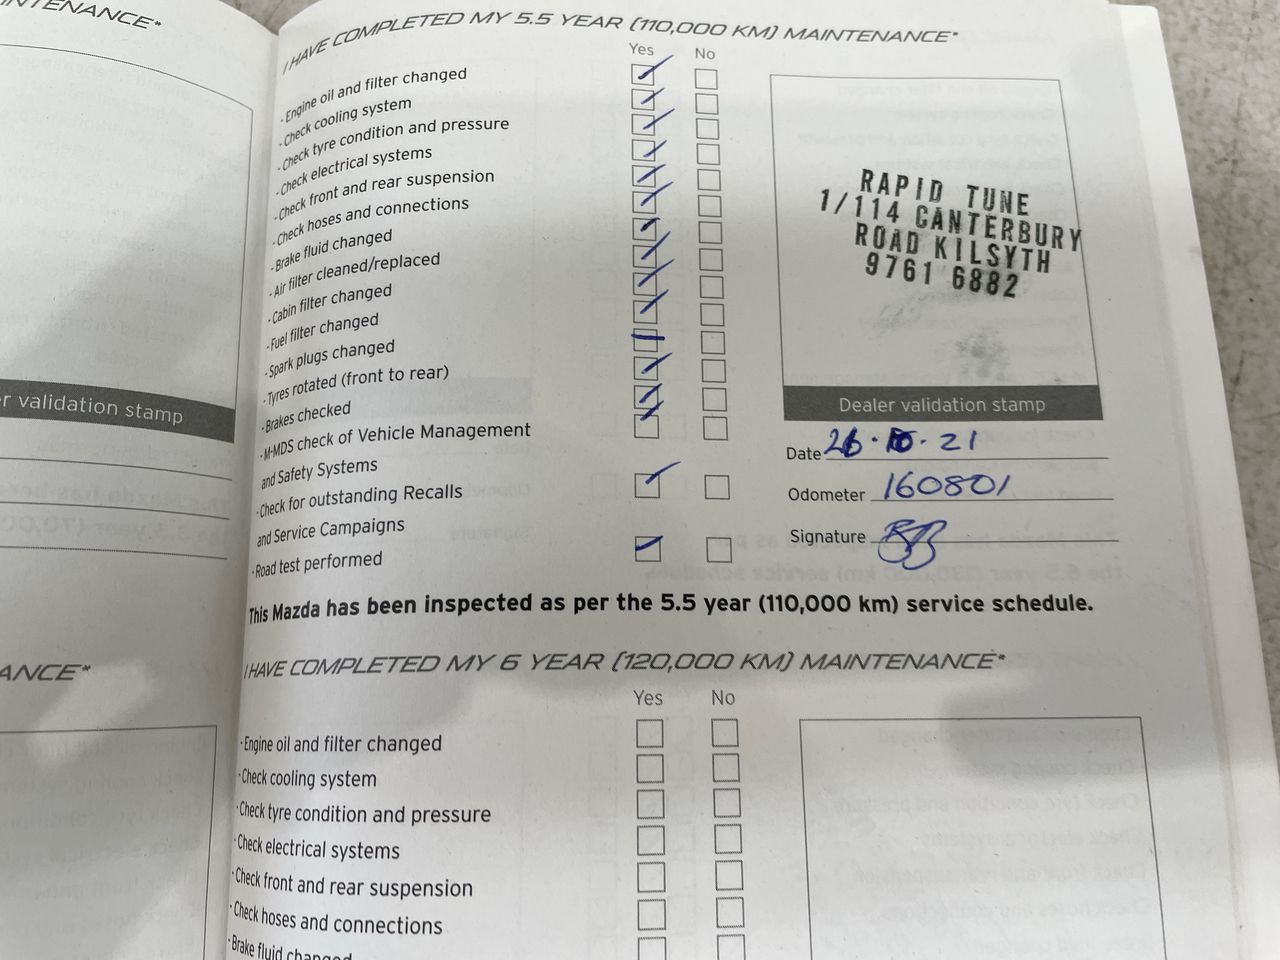 INTENANCE*
I HAVE COMPLETED MY 5.5 YEAR (110,000 KM) MAINTENANCE*
Yes No
· Engine oil and filter changed
· Check cooling system
· Check tyre condition and pressure
· Check electrical systems
· Check front and rear suspension
· Check hoses and connections
· Brake fluid changed
· Air filter cleaned/replaced
· Cabin filter changed
· Fuel filter changed
· Spark plugs changed
· Tyres rotated (front to rear)
· Brakes checked
· M-MDS check of Vehicle Management
and Safety Systems
· Check for outstanding Recalls
and Service Campaigns
· Road test performed
RAPID TUNE
1/114 CANTERBURY
ROAD KILSYTH
9761 6882
r validation stamp
Dealer validation stamp
Date 26 · · 21
Odometer 160801
Signature
This Mazda has been inspected as per the 5.5 year (110,000 km) service schedule.
ANCE*
I HAVE COMPLETED MY 6 YEAR (120,000 KM) MAINTENANCE*
Yes No
· Engine oil and filter changed
· Check cooling system
· Check tyre condition and pressure
· Check electrical systems
· Check front and rear suspension
· Check hoses and connections
· Brake fluid changed